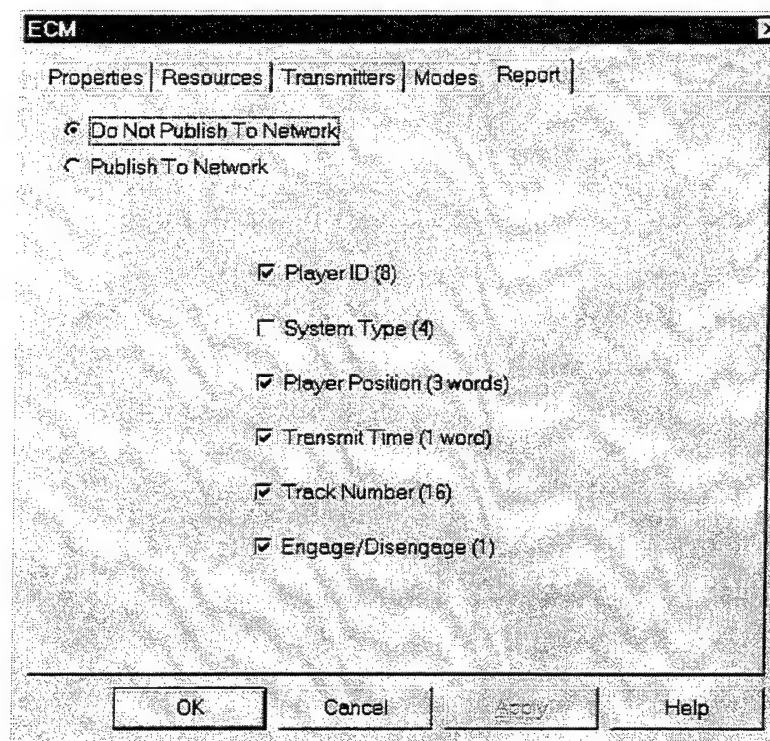 ECM
Properties Resources Transmitters Modes Report
Do Not Publish To Network
Publish To Network
Player ID (8)
System Type (4)
Player Position (3 words)
Transmit Time (1 word)
Track Number (16)
Engage/Disengage (1)
OK Cancel Apply Help